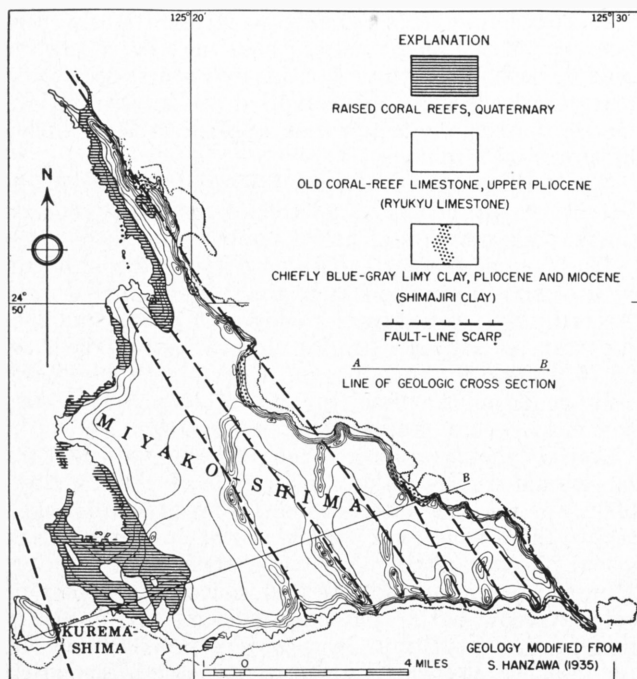 125° 20'
125° 30'
EXPLANATION
RAISED CORAL REEFS, QUATERNARY
OLD CORAL-REEF LIMESTONE, UPPER PLIOCENE
(RYUKYU LIMESTONE)
N
CHIEFLY BLUE-GRAY LIMY CLAY, PLIOCENE AND MIOCENE
(SHIMAJIRI CLAY)
24°
50'
FAULT-LINE SCARP
A B
LINE OF GEOLOGIC CROSS SECTION
MIYAKO-SHIMA
B
A
KUREMA-
SHIMA
GEOLOGY MODIFIED FROM
S. HANZAWA (1935)
1 0 4 MILES